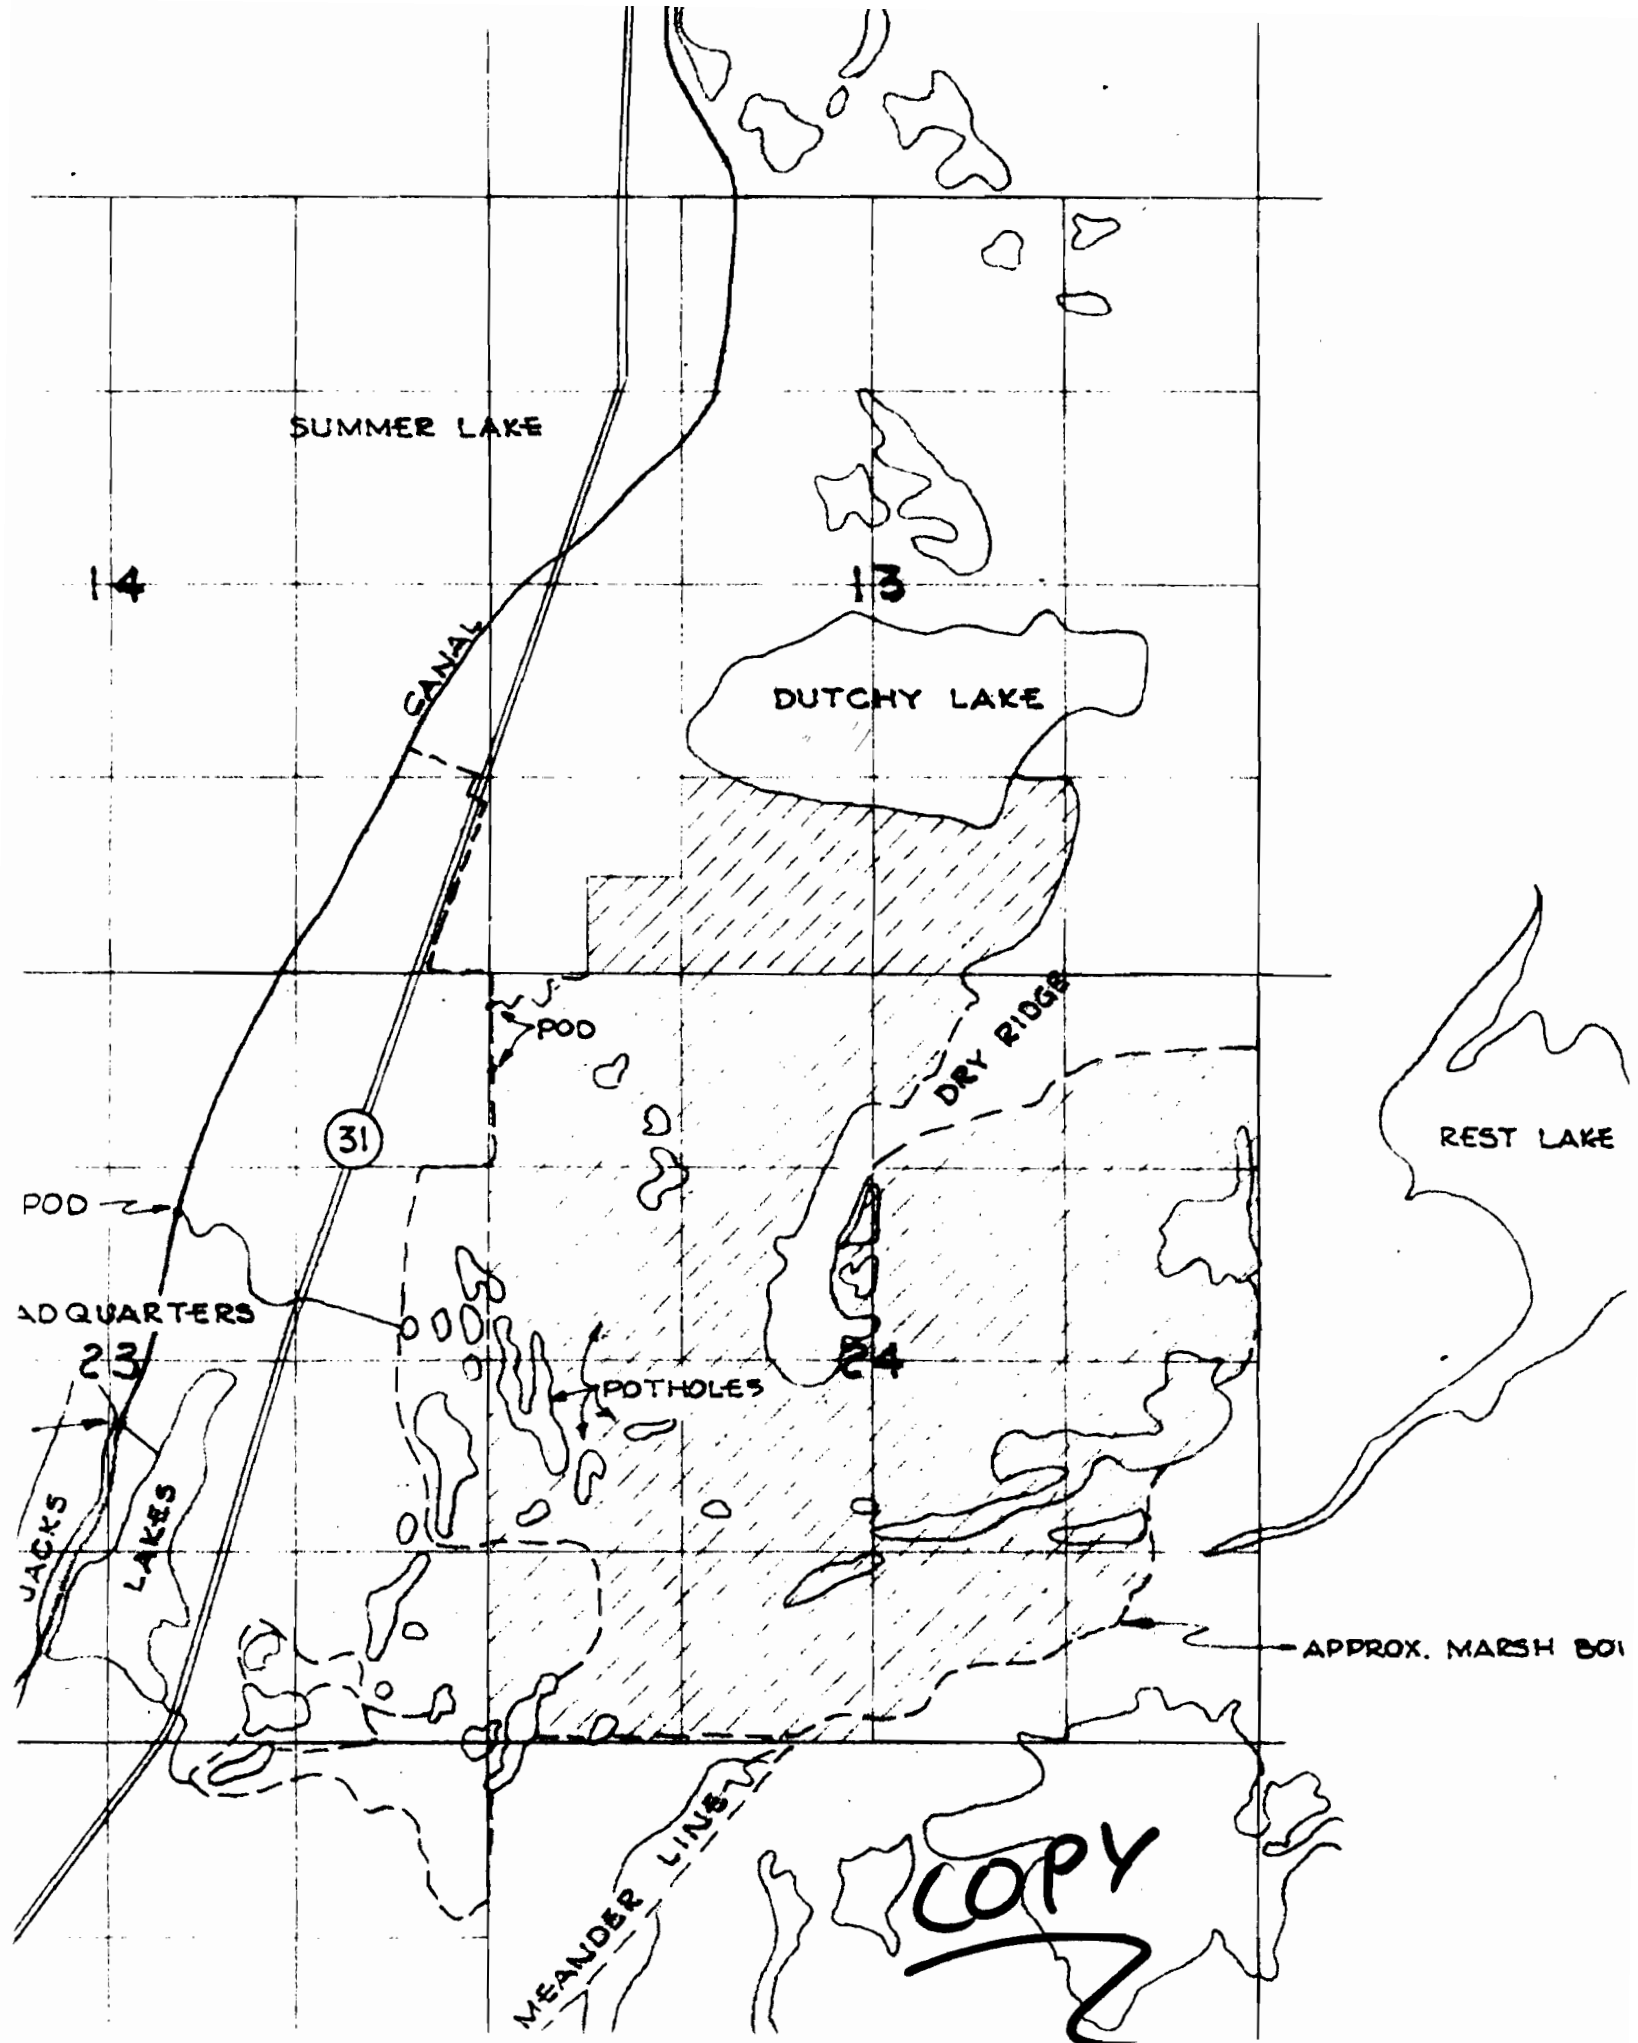 SUMMER LAKE
14
13
CANAL
DUTCHY LAKE
POD
DRY RIDGE
31
REST LAKE
POD
ADQUARTERS
23
24
POTHOLES
JACKS
LAKES
APPROX. MARSH BOI
MEANDER LINE
COPY